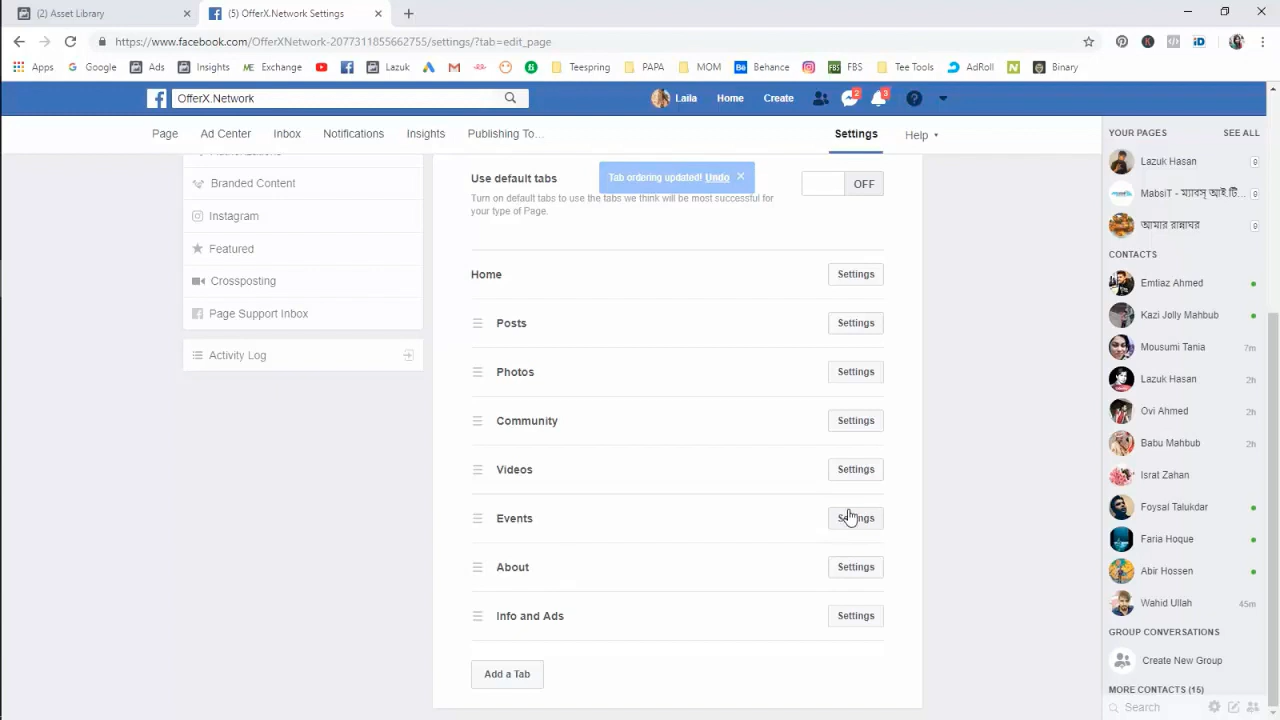 (2) Asset Library
(5) OfferX.Network Settings
https://www.facebook.com/OfferXNetwork-2077311855662755/settings/?tab=edit_page
Apps Google Ads Insights Exchange Lazuk Teespring PAPA MOM Behance FBS Tee Tools AdRoll Binary
OfferX.Network
Laila Home Create 2 3
Page Ad Center Inbox Notifications Insights Publishing To... Settings Help
Branded Content
Instagram
Featured
Crossposting
Page Support Inbox
Activity Log
Tab ordering updated! Undo
Use default tabs
OFF
Turn on default tabs to use the tabs we think will be most successful for
your type of Page.
Home Settings
Posts Settings
Photos Settings
Community Settings
Videos Settings
Events
About Settings
Info and Ads Settings
Add a Tab
YOUR PAGES SEE ALL
Lazuk Hasan
MabsiT - ম্যাবস্ আই.টি...
আমার রান্নাঘর
CONTACTS
Emtiaz Ahmed
Kazi Jolly Mahbub
Mousumi Tania 7m
Lazuk Hasan 2h
Ovi Ahmed 2h
Babu Mahbub 2h
Israt Zahan
Foysal Talukdar
Faria Hoque
Abir Hossen
Wahid Ullah 45m
GROUP CONVERSATIONS
Create New Group
MORE CONTACTS (15)
Search